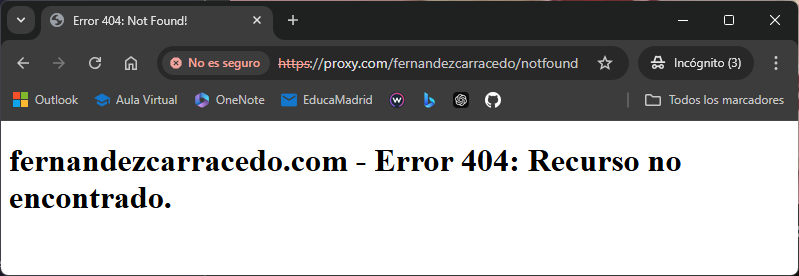 Error 404: Not Found!
No es seguro https://proxy.com/fernandezcarracedo/notfound Incógnito (3)
Outlook Aula Virtual OneNote EducaMadrid Todos los marcadores
fernandezcarracedo.com - Error 404: Recurso no
encontrado.